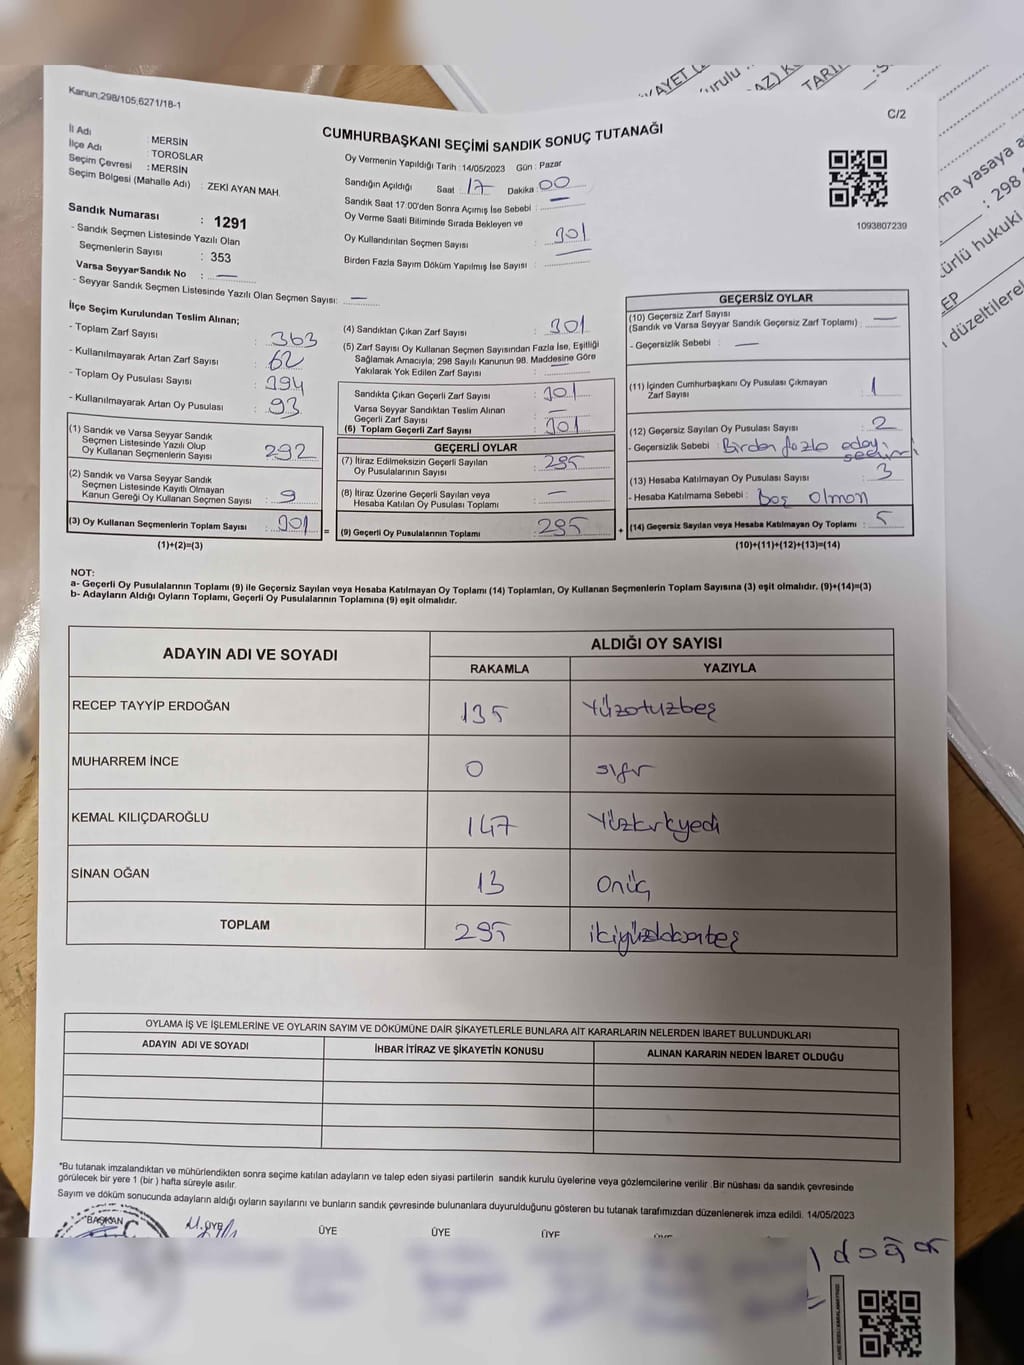 Kanun;298/105,6271/18-1
C/2
CUMHURBAŞKANI SEÇİMİ SANDIK SONUÇ TUTANAĞI
İl Adı : MERSİN
İlçe Adı : TOROSLAR
Seçim Çevresi : MERSİN
Seçim Bölgesi (Mahalle Adı) : ZEKİ AYAN MAH.
Sandık Numarası : 1291
- Sandık Seçmen Listesinde Yazılı Olan
Seçmenlerin Sayısı : 353
Varsa Seyyar Sandık No : —
- Seyyar Sandık Seçmen Listesinde Yazılı Olan Seçmen Sayısı: —
Oy Vermenin Yapıldığı Tarih : 14/05/2023 Gün : Pazar
Sandığın Açıldığı Saat : 17 Dakika : 00
Sandık Saat 17:00'den Sonra Açımış İse Sebebi : —
Oy Verme Saati Bitiminde Sırada Bekleyen ve
Oy Kullandırılan Seçmen Sayısı : 301
Birden Fazla Sayım Döküm Yapılmış İse Sayısı : —
1093807239
İlçe Seçim Kurulundan Teslim Alınan;
- Toplam Zarf Sayısı : 363
- Kullanılmayarak Artan Zarf Sayısı : 62
- Toplam Oy Pusulası Sayısı : 394
- Kullanılmayarak Artan Oy Pusulası : 93
(1) Sandık ve Varsa Seyyar Sandık
Seçmen Listesinde Yazılı Olup
Oy Kullanan Seçmenlerin Sayısı : 292
(2) Sandık ve Varsa Seyyar Sandık
Seçmen Listesinde Kayıtlı Olmayan
Kanun Gereği Oy Kullanan Seçmen Sayısı : 9
(3) Oy Kullanan Seçmenlerin Toplam Sayısı : 301 =
(1)+(2)=(3)
(4) Sandıktan Çıkan Zarf Sayısı : 301
(5) Zarf Sayısı Oy Kullanan Seçmen Sayısından Fazla İse, Eşitliği
Sağlamak Amacıyla; 298 Sayılı Kanunun 98. Maddesine Göre
Yakılarak Yok Edilen Zarf Sayısı : —
Sandıkta Çıkan Geçerli Zarf Sayısı : 301
Varsa Seyyar Sandıktan Teslim Alınan
Geçerli Zarf Sayısı : —
(6) Toplam Geçerli Zarf Sayısı : 301
GEÇERLİ OYLAR
(7) İtiraz Edilmeksizin Geçerli Sayılan
Oy Pusulalarının Sayısı : 295
(8) İtiraz Üzerine Geçerli Sayılan veya
Hesaba Katılan Oy Pusulası Toplamı : —
(9) Geçerli Oy Pusulalarının Toplamı : 295 +
GEÇERSİZ OYLAR
(10) Geçersiz Zarf Sayısı
(Sandık ve Varsa Seyyar Sandık Geçersiz Zarf Toplamı) : —
- Geçersizlik Sebebi : —
(11) İçinden Cumhurbaşkanı Oy Pusulası Çıkmayan
Zarf Sayısı : 1
(12) Geçersiz Sayılan Oy Pusulası Sayısı : 2
- Geçersizlik Sebebi : Birden fazla aday
seçimi
(13) Hesaba Katılmayan Oy Pusulası Sayısı : 3
- Hesaba Katılmama Sebebi : boş olman
(14) Geçersiz Sayılan veya Hesaba Katılmayan Oy Toplamı : 5
(10)+(11)+(12)+(13)=(14)
NOT:
a- Geçerli Oy Pusulalarının Toplamı (9) ile Geçersiz Sayılan veya Hesaba Katılmayan Oy Toplamı (14) Toplamları, Oy Kullanan Seçmenlerin Toplam Sayısına (3) eşit olmalıdır. (9)+(14)=(3)
b- Adayların Aldığı Oyların Toplamı, Geçerli Oy Pusulalarının Toplamına (9) eşit olmalıdır.
ADAYIN ADI VE SOYADI ALDIĞI OY SAYISI
RAKAMLA YAZIYLA
RECEP TAYYİP ERDOĞAN 135 Yüzotuzbeş
MUHARREM İNCE 0 sıfır
KEMAL KILIÇDAROĞLU 147 Yüzkırkyedi
SİNAN OĞAN 13 Onüç
TOPLAM 295 ikiyüzdoksanbeş
OYLAMA İŞ VE İŞLEMLERİNE VE OYLARIN SAYIM VE DÖKÜMÜNE DAİR ŞİKAYETLERLE BUNLARA AİT KARARLARIN NELERDEN İBARET BULUNDUKLARI
ADAYIN ADI VE SOYADI İHBAR İTİRAZ VE ŞİKAYETİN KONUSU ALINAN KARARIN NEDEN İBARET OLDUĞU
*Bu tutanak imzalandıktan ve mühürlendikten sonra seçime katılan adayların ve talep eden siyasi partilerin sandık kurulu üyelerine veya gözlemcilerine verilir .Bir nüshası da sandık çevresinde
görülecek bir yere 1 (bir ) hafta süreyle asılır.
Sayım ve döküm sonucunda adayların aldığı oyların sayılarını ve bunların sandık çevresinde bulunanlara duyurulduğunu gösteren bu tutanak tarafımızdan düzenlenerek imza edildi. 14/05/2023
BAŞKAN ÜYE ÜYE ÜYE ÜYE